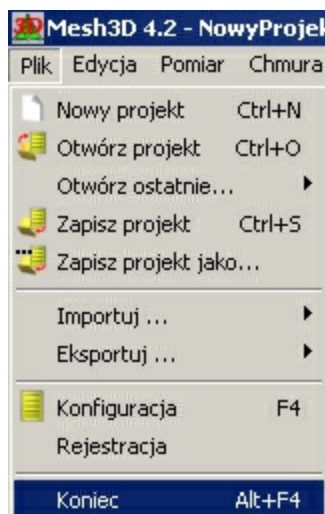 Mesh3D 4.2 - NowyProjek
Plik Edycja Pomiar Chmura
Nowy projekt Ctrl+N
Otwórz projekt Ctrl+O
Otwórz ostatnie...
Zapisz projekt Ctrl+S
Zapisz projekt jako...
Importuj ...
Eksportuj ...
Konfiguracja F4
Rejestracja
Koniec Alt+F4